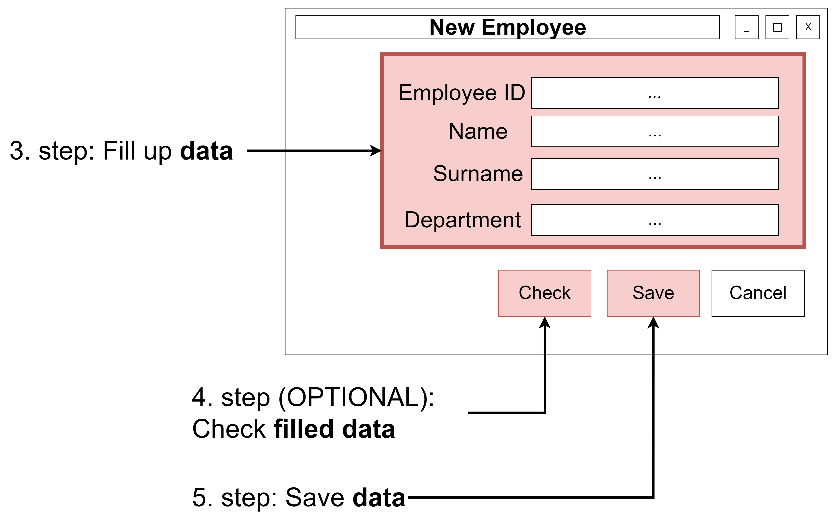 New Employee
_ □ X
Employee ID
...
Name
...
3. step: Fill up data
Surname
...
Department
...
Check
Save
Cancel
4. step (OPTIONAL):
Check filled data
5. step: Save data